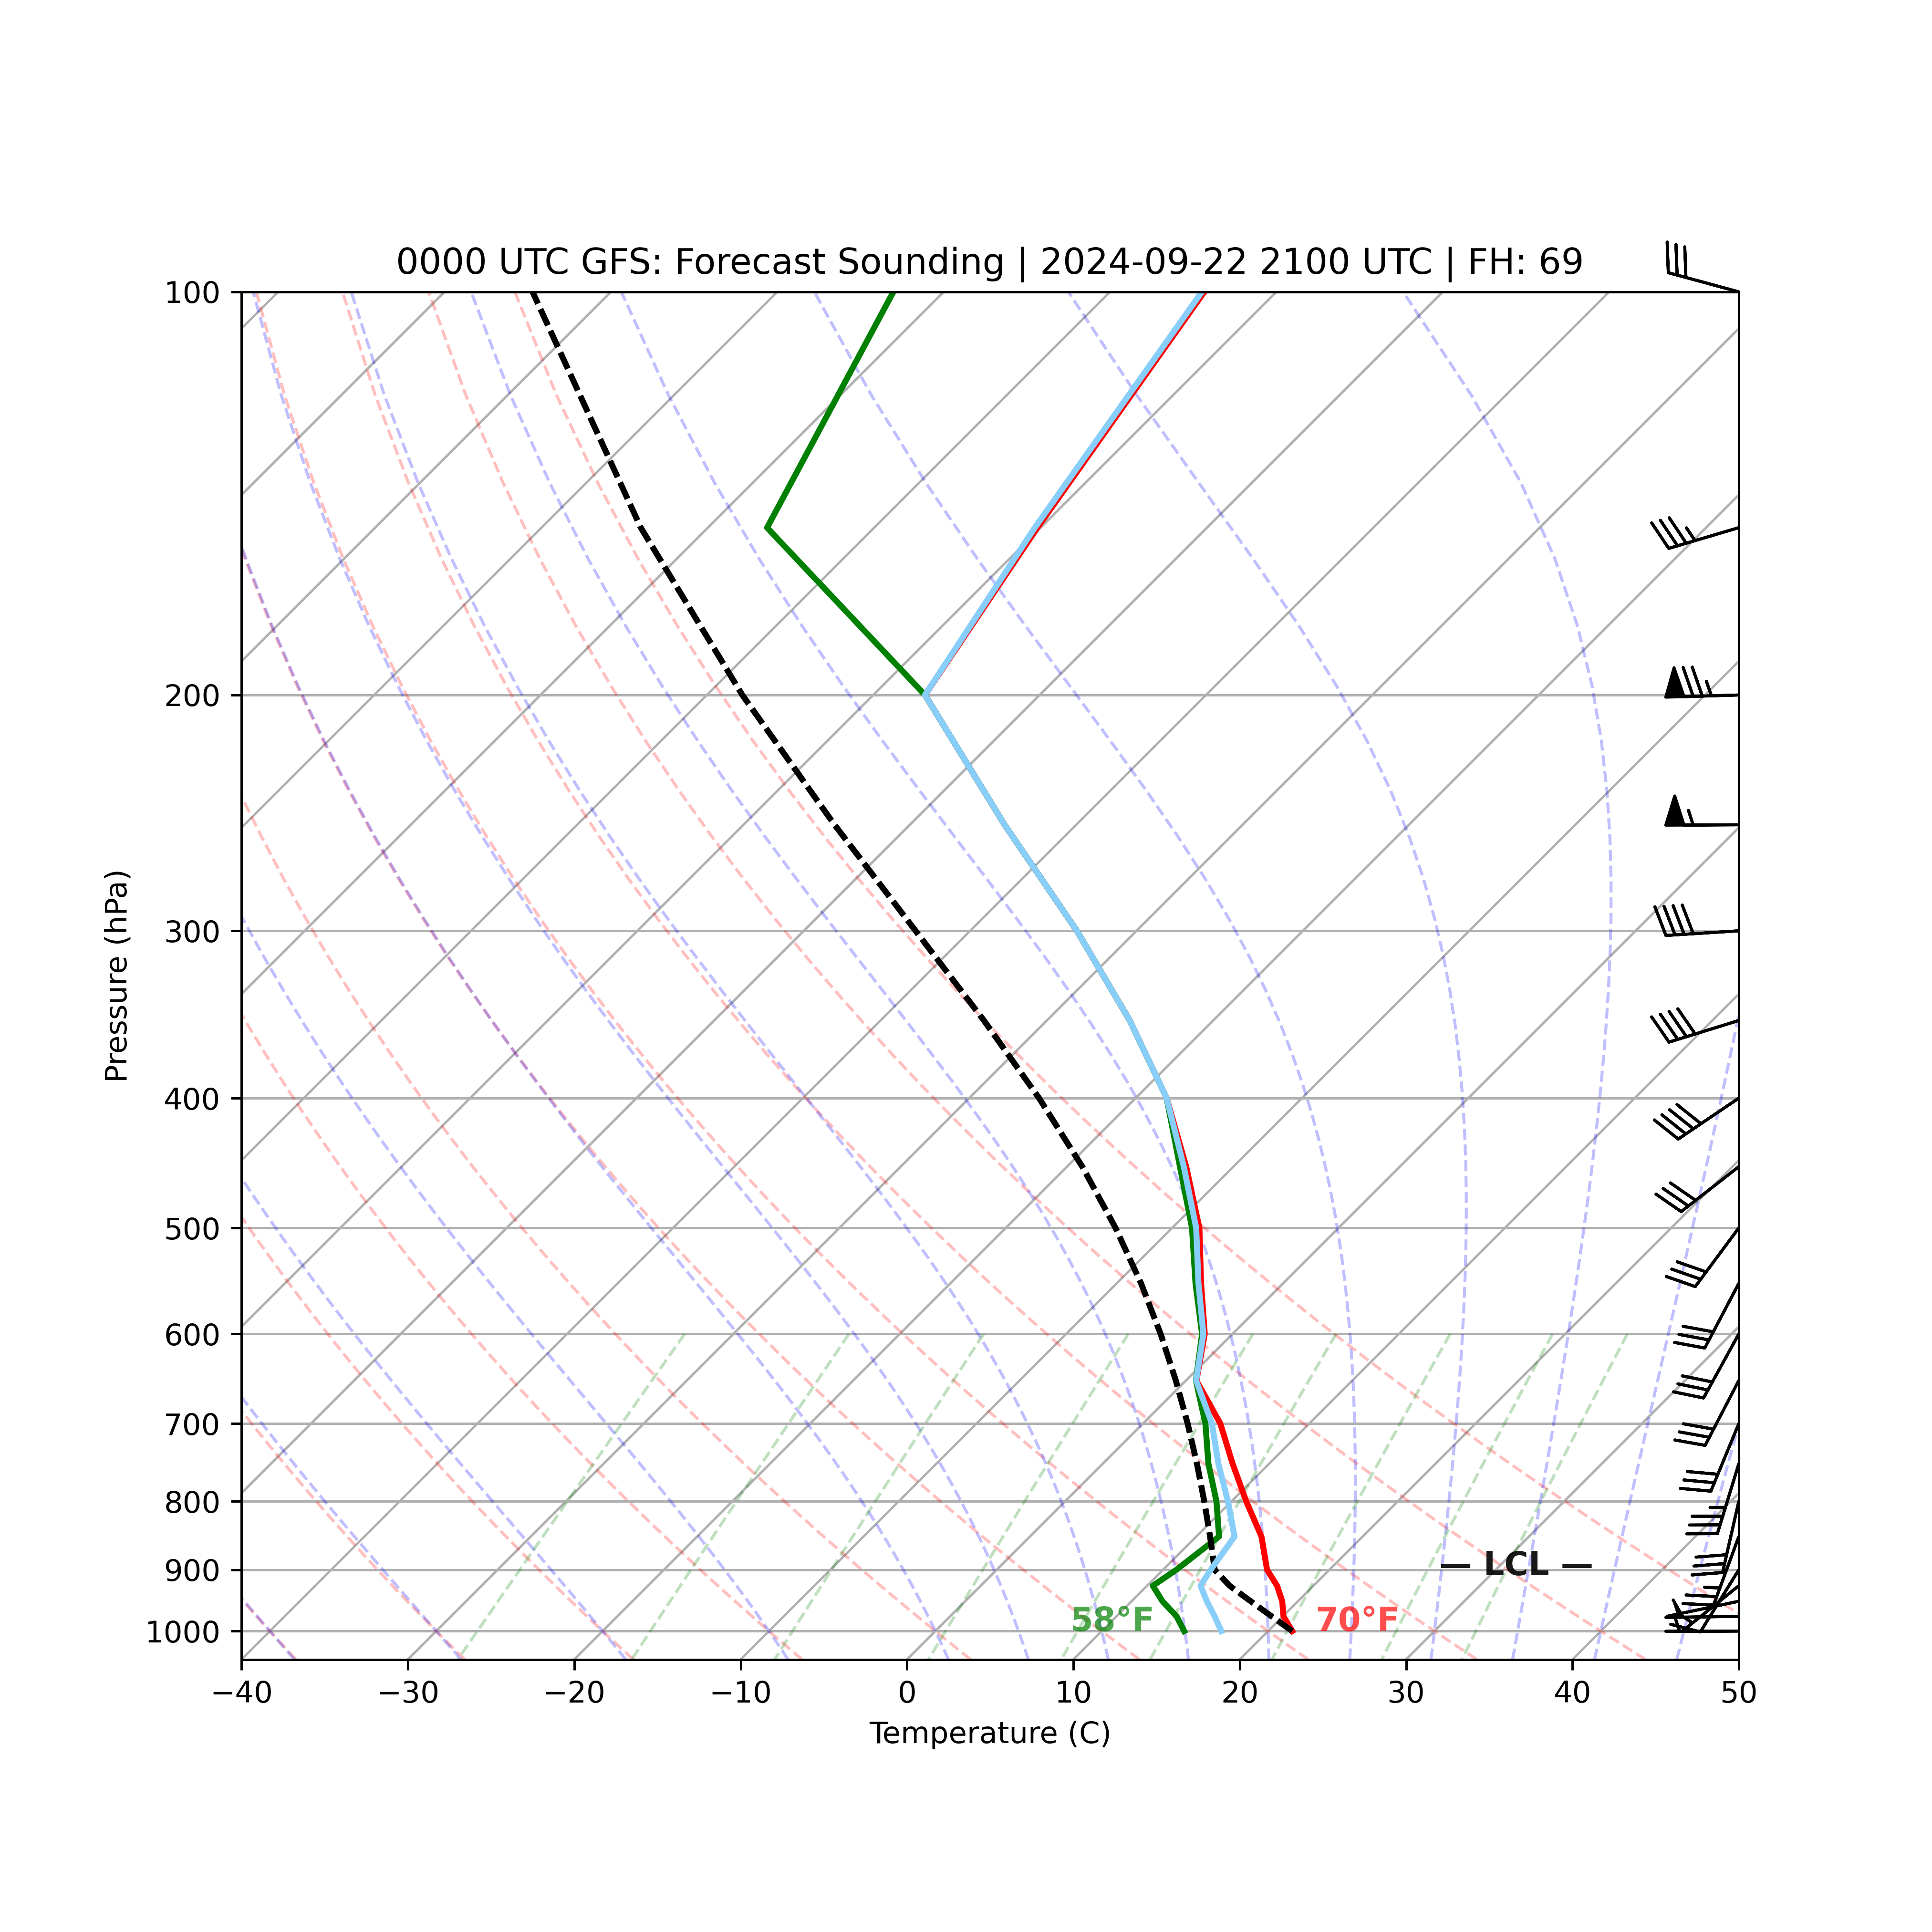 0000 UTC GFS: Forecast Sounding | 2024-09-22 2100 UTC | FH: 69
100
200
300
400
500
600
700
800
900
1000
Pressure (hPa)
— LCL —
58°F
70°F
−40 −30 −20 −10 0 10 20 30 40 50
Temperature (C)